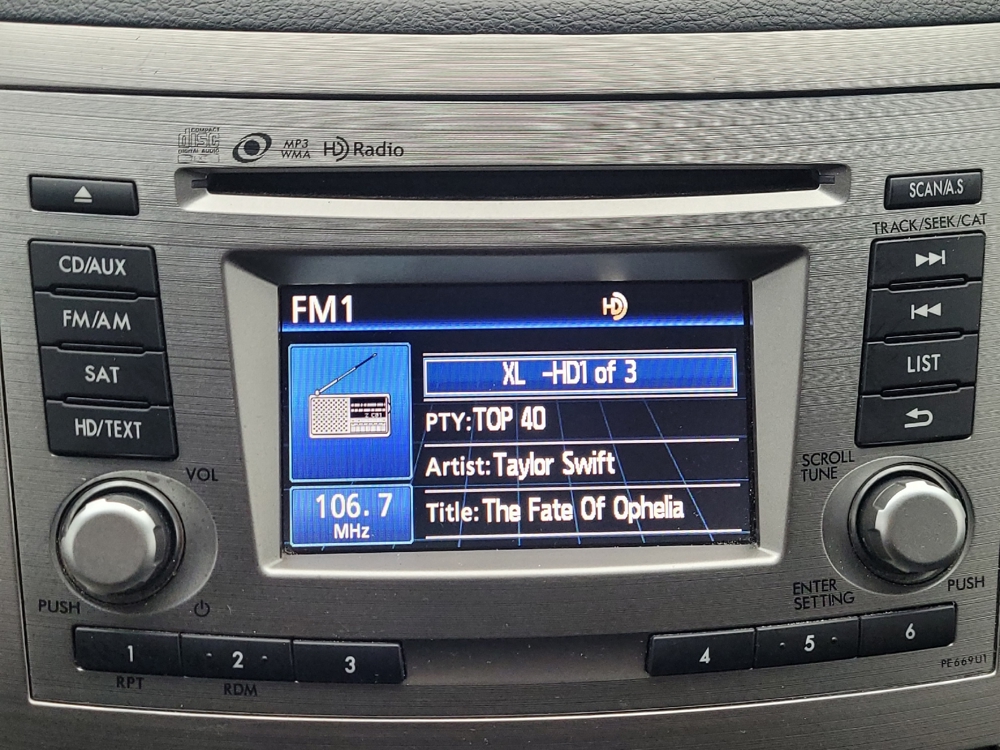 COMPACT
disc
DIGITAL AUDIO
MP3
WMA
HD Radio
SCAN/A.S
TRACK/SEEK/CAT
CD/AUX
FM/AM
SAT
HD/TEXT
LIST
FM1
HD
XL -HD1 of 3
PTY:TOP 40
Artist:Taylor Swift
106.7
MHz
Title:The Fate Of Ophelia
VOL
PUSH
SCROLL
TUNE
ENTER
SETTING
PUSH
1
RPT
2
RDM
3
4
5
6
PE669U1